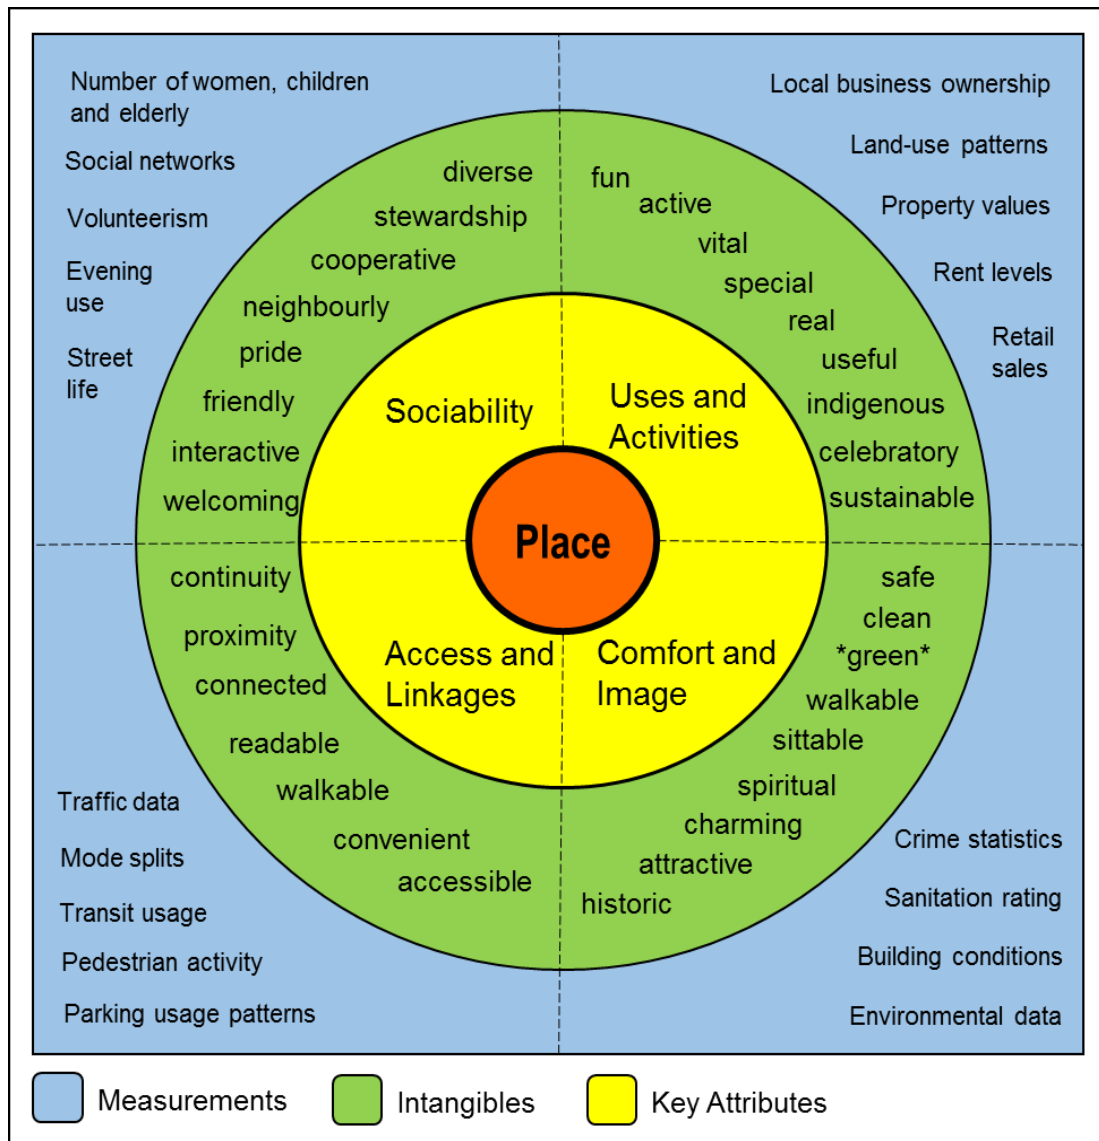 Number of women, children
and elderly
Social networks
Volunteerism
Evening
use
Street
life
Local business ownership
Land-use patterns
Property values
Rent levels
Retail
sales
diverse
stewardship
cooperative
neighbourly
pride
friendly
interactive
welcoming
fun
active
vital
special
real
useful
indigenous
celebratory
sustainable
Sociability
Uses and
Activities
Place
Access and
Linkages
Comfort and
Image
continuity
proximity
connected
readable
walkable
convenient
accessible
safe
clean
*green*
walkable
sittable
spiritual
charming
attractive
historic
Traffic data
Mode splits
Transit usage
Pedestrian activity
Parking usage patterns
Crime statistics
Sanitation rating
Building conditions
Environmental data
Measurements
Intangibles
Key Attributes